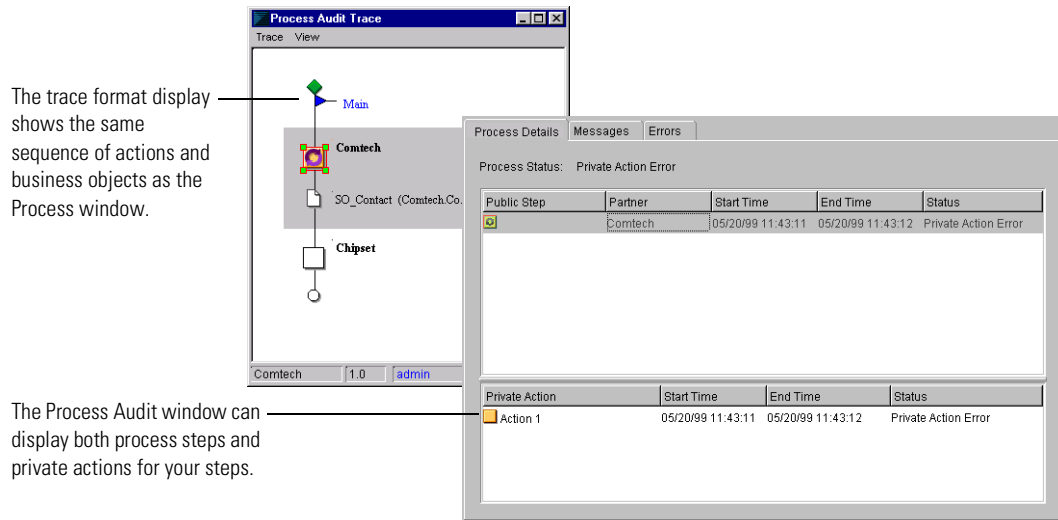 Process Audit Trace
Trace View
The trace format display
shows the same
sequence of actions and
business objects as the
Process window.
Main
Comtech
SO_Contact (Comtech.Co.
Chipset
Comtech 1.0 admin
Process Details Messages Errors
Process Status: Private Action Error
Public Step Partner Start Time End Time Status
Comtech 05/20/99 11:43:11 05/20/99 11:43:12 Private Action Error
The Process Audit window can
display both process steps and
private actions for your steps.
Private Action Start Time End Time Status
Action 1 05/20/99 11:43:11 05/20/99 11:43:12 Private Action Error